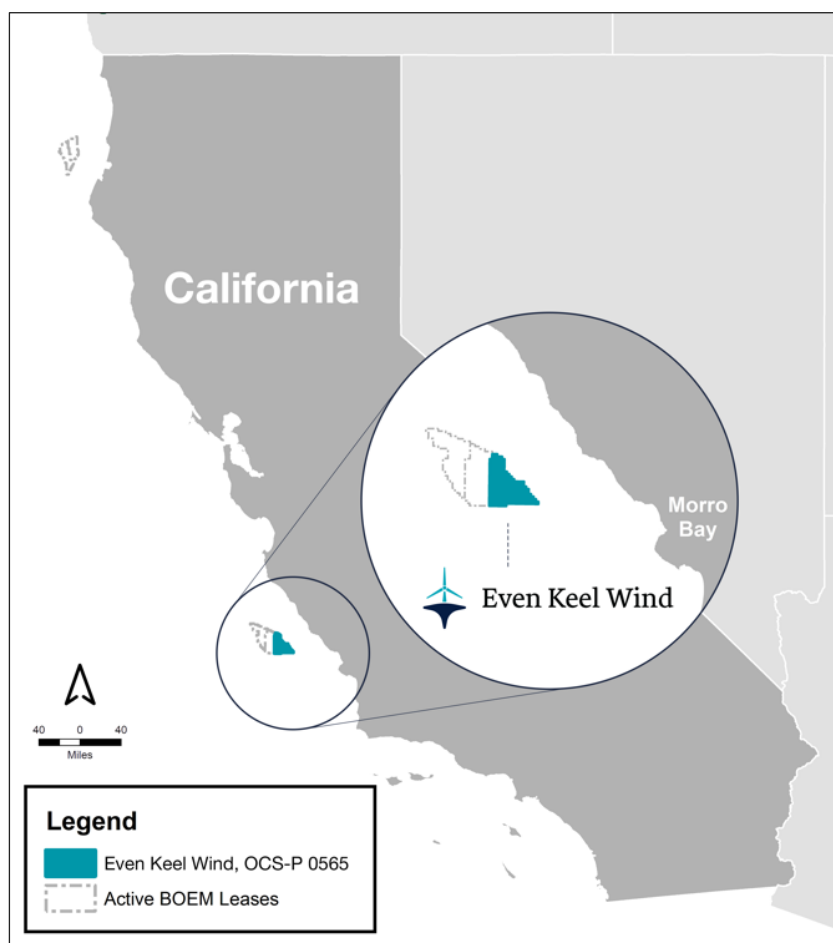 California
Morro
Bay
Even Keel Wind
40 0 40
Miles
Legend
Even Keel Wind, OCS-P 0565
Active BOEM Leases